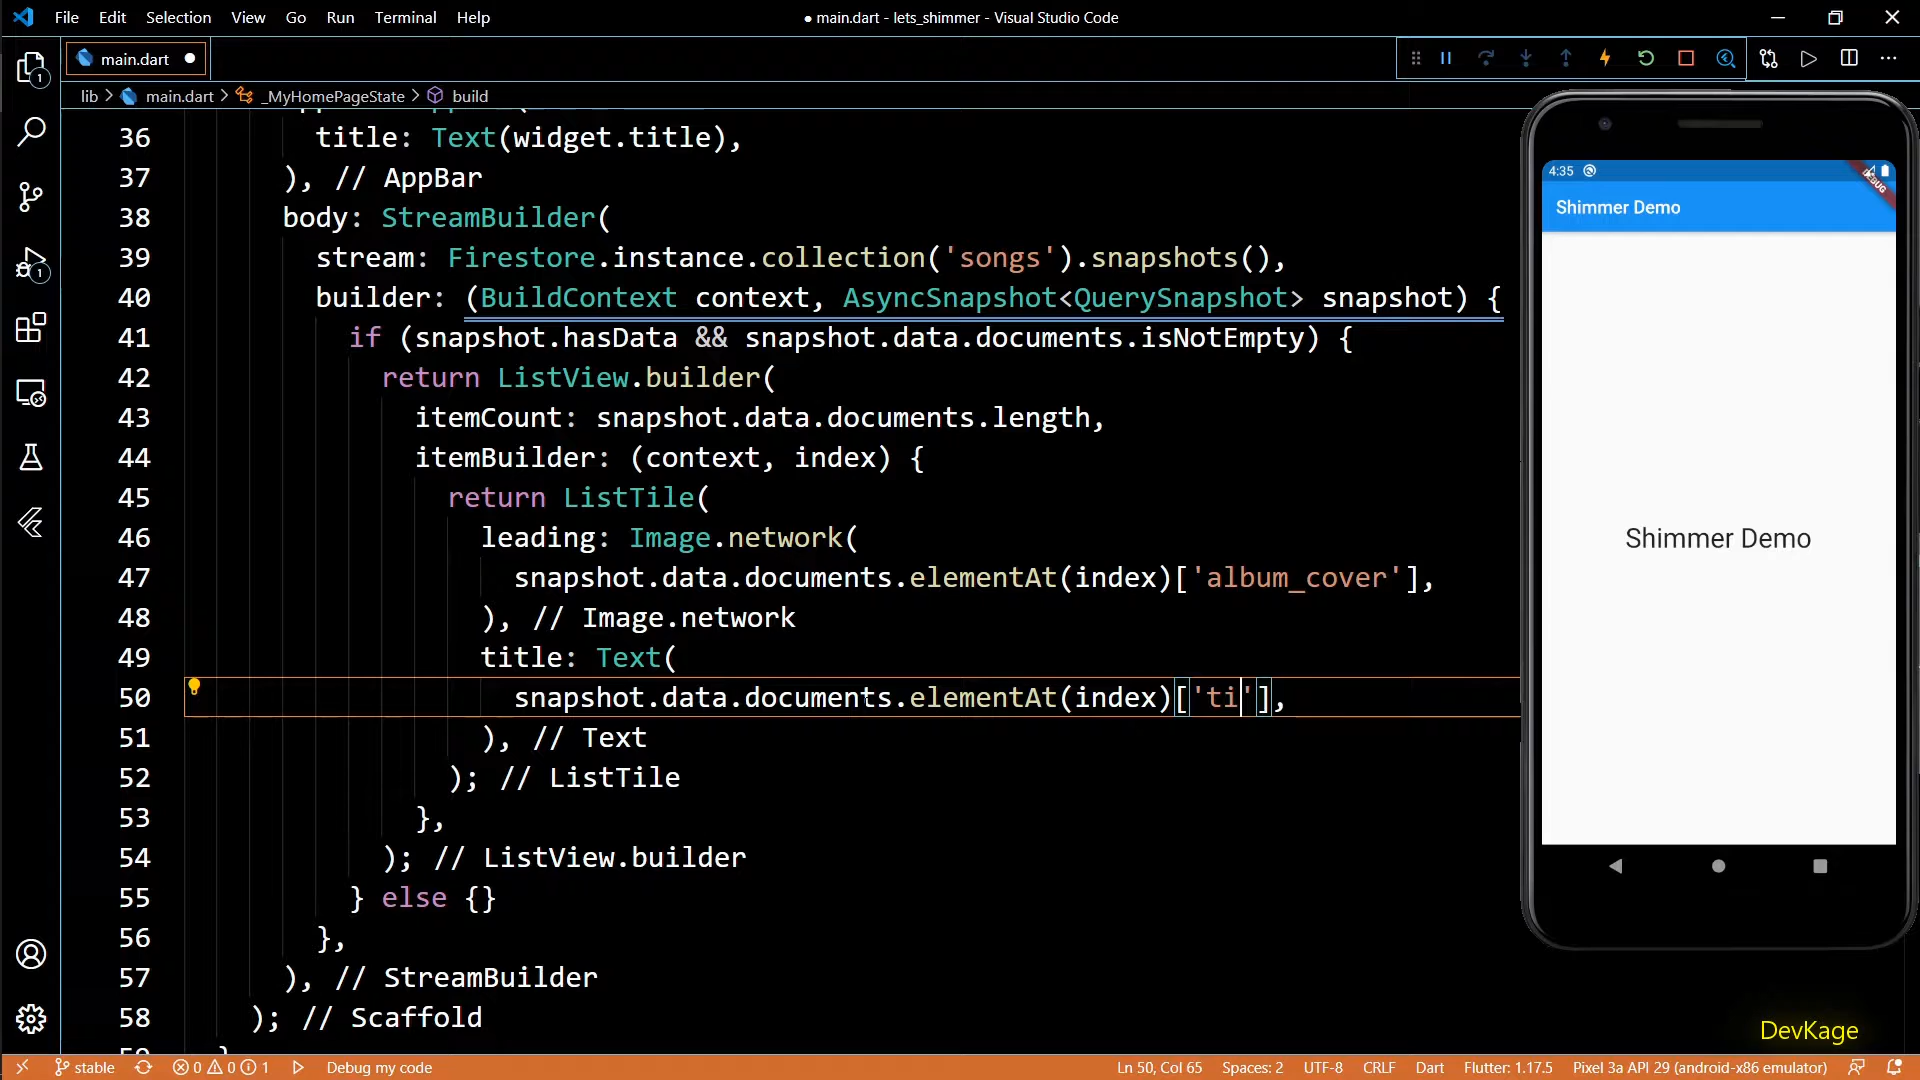 File Edit Selection View Go Run Terminal Help
● main.dart - lets_shimmer - Visual Studio Code
main.dart
lib > main.dart > _MyHomePageState > build
36 title: Text(widget.title),
37 ), // AppBar
38 body: StreamBuilder(
39 stream: Firestore.instance.collection('songs').snapshots(),
40 builder: (BuildContext context, AsyncSnapshot<QuerySnapshot> snapshot) {
41 if (snapshot.hasData && snapshot.data.documents.isNotEmpty) {
42 return ListView.builder(
43 itemCount: snapshot.data.documents.length,
44 itemBuilder: (context, index) {
45 return ListTile(
46 leading: Image.network(
47 snapshot.data.documents.elementAt(index)['album_cover'],
48 ), // Image.network
49 title: Text(
50 snapshot.data.documents.elementAt(index)['ti'],
51 ), // Text
52 ); // ListTile
53 },
54 ); // ListView.builder
55 } else {}
56 },
57 ), // StreamBuilder
58 ); // Scaffold
1
1
4:35
DEBUG
Shimmer Demo
Shimmer Demo
DevKage
stable 0 0 1 Debug my code
Ln 50, Col 65 Spaces: 2 UTF-8 CRLF Dart Flutter: 1.17.5 Pixel 3a API 29 (android-x86 emulator)